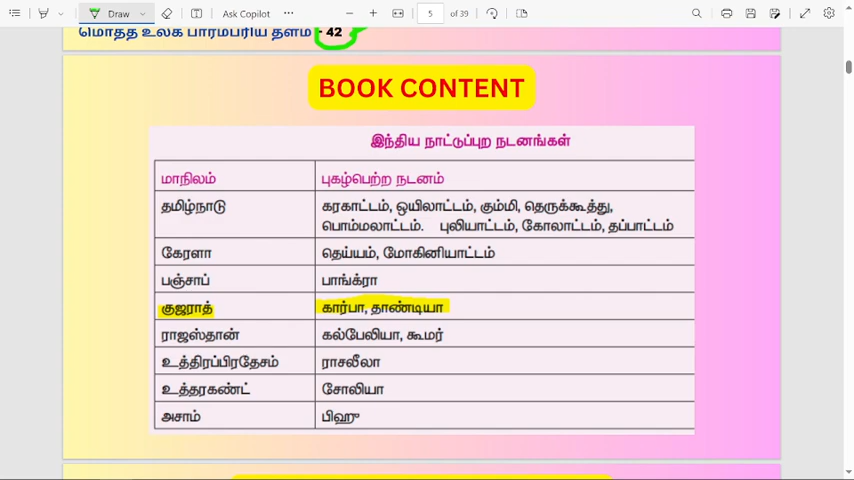 Draw
Ask Copilot
5 of 39
மொத்த உலக பாரம்பரிய தளம் - 42
BOOK CONTENT
இந்திய நாட்டுப்புற நடனங்கள்
மாநிலம் புகழ்பெற்ற நடனம்
தமிழ்நாடு கரகாட்டம், ஒயிலாட்டம், கும்மி, தெருக்கூத்து,
பொம்மலாட்டம். புலியாட்டம், கோலாட்டம், தப்பாட்டம்
கேரளா தெய்யம், மோகினியாட்டம்
பஞ்சாப் பாங்க்ரா
குஜராத் கார்பா, தாண்டியா
ராஜஸ்தான் கல்பேலியா, கூமர்
உத்திரப்பிரதேசம் ராசலீலா
உத்தரகண்ட் சோலியா
அசாம் பிஹு